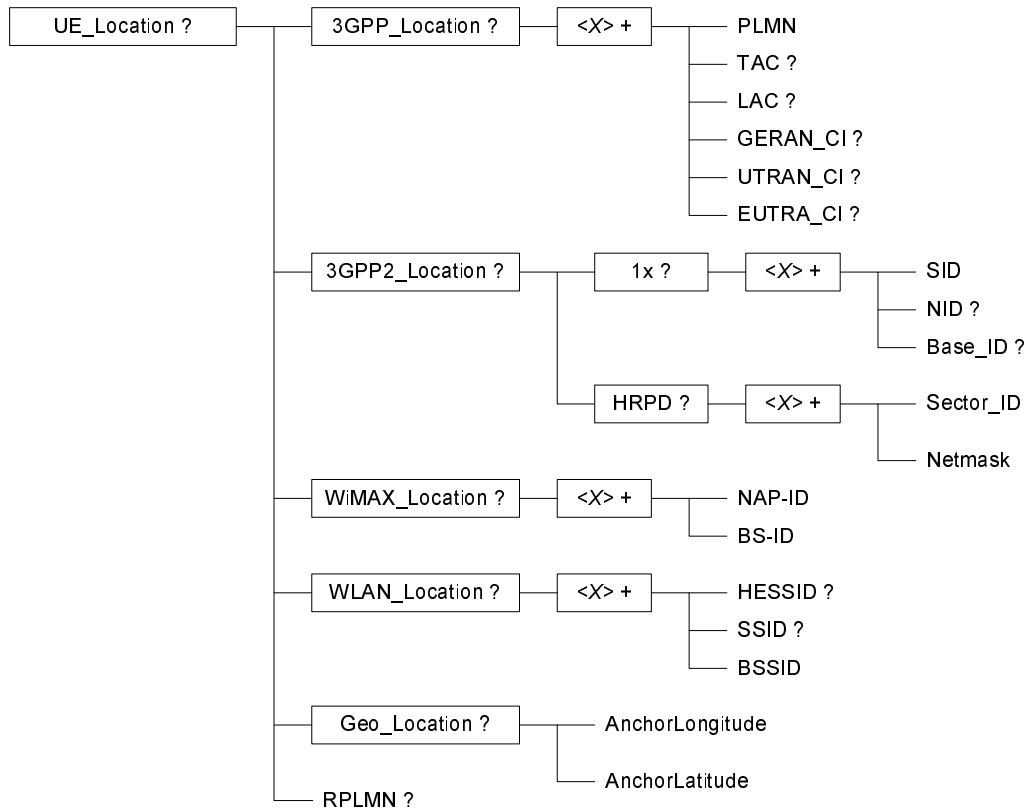 UE_Location ?
3GPP_Location ?
<X> +
PLMN
TAC ?
LAC ?
GERAN_CI ?
UTRAN_CI ?
EUTRA_CI ?
3GPP2_Location ?
1x ?
<X> +
SID
NID ?
Base_ID ?
HRPD ?
<X> +
Sector_ID
Netmask
WiMAX_Location ?
<X> +
NAP-ID
BS-ID
WLAN_Location ?
<X> +
HESSID ?
SSID ?
BSSID
Geo_Location ?
AnchorLongitude
AnchorLatitude
RPLMN ?